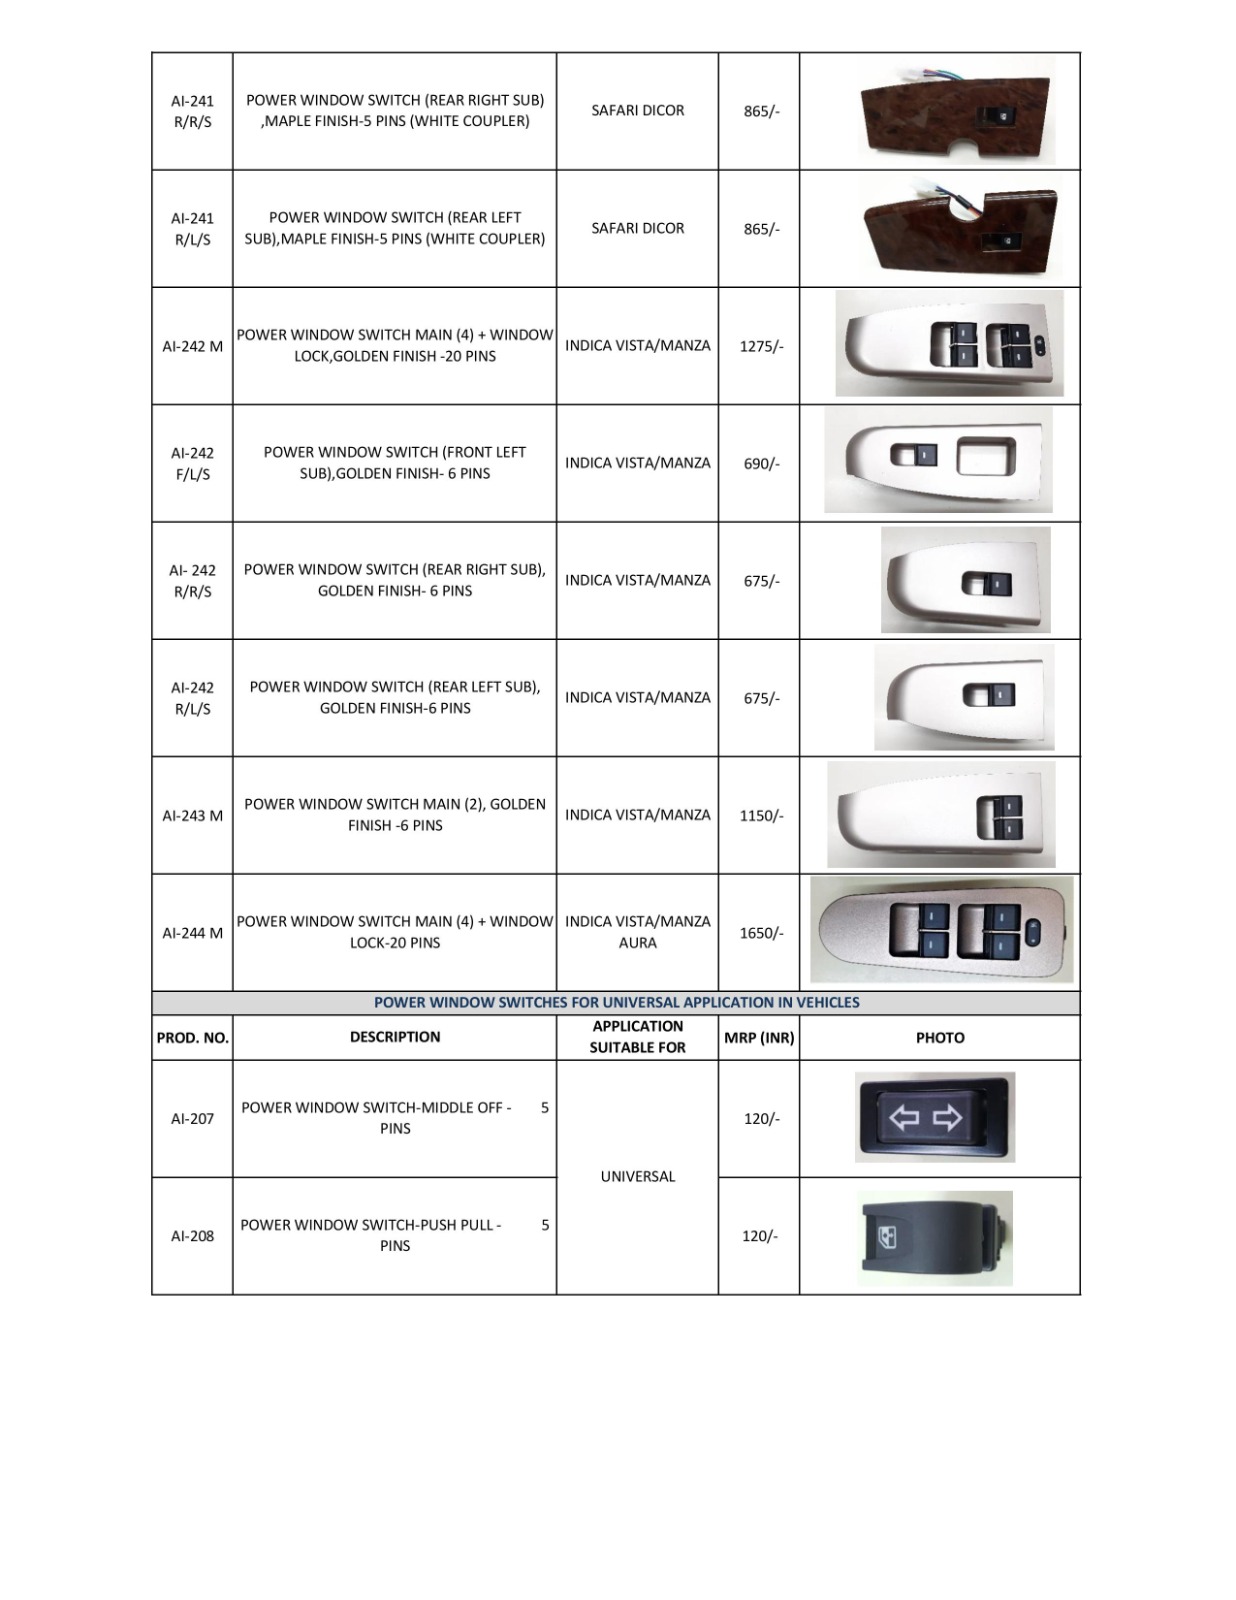 AI-241
R/R/S
POWER WINDOW SWITCH (REAR RIGHT SUB)
,MAPLE FINISH-5 PINS (WHITE COUPLER)
SAFARI DICOR
865/-
AI-241
R/L/S
POWER WINDOW SWITCH (REAR LEFT
SUB),MAPLE FINISH-5 PINS (WHITE COUPLER)
SAFARI DICOR
865/-
AI-242 M
POWER WINDOW SWITCH MAIN (4) + WINDOW
LOCK,GOLDEN FINISH -20 PINS
INDICA VISTA/MANZA
1275/-
AI-242
F/L/S
POWER WINDOW SWITCH (FRONT LEFT
SUB),GOLDEN FINISH- 6 PINS
INDICA VISTA/MANZA
690/-
AI- 242
R/R/S
POWER WINDOW SWITCH (REAR RIGHT SUB),
GOLDEN FINISH- 6 PINS
INDICA VISTA/MANZA
675/-
AI-242
R/L/S
POWER WINDOW SWITCH (REAR LEFT SUB),
GOLDEN FINISH-6 PINS
INDICA VISTA/MANZA
675/-
AI-243 M
POWER WINDOW SWITCH MAIN (2), GOLDEN
FINISH -6 PINS
INDICA VISTA/MANZA
1150/-
AI-244 M
POWER WINDOW SWITCH MAIN (4) + WINDOW
LOCK-20 PINS
INDICA VISTA/MANZA
AURA
1650/-
POWER WINDOW SWITCHES FOR UNIVERSAL APPLICATION IN VEHICLES
PROD. NO.
DESCRIPTION
APPLICATION
SUITABLE FOR
MRP (INR)
PHOTO
AI-207
POWER WINDOW SWITCH-MIDDLE OFF - 5
PINS
UNIVERSAL
120/-
AI-208
POWER WINDOW SWITCH-PUSH PULL - 5
PINS
120/-